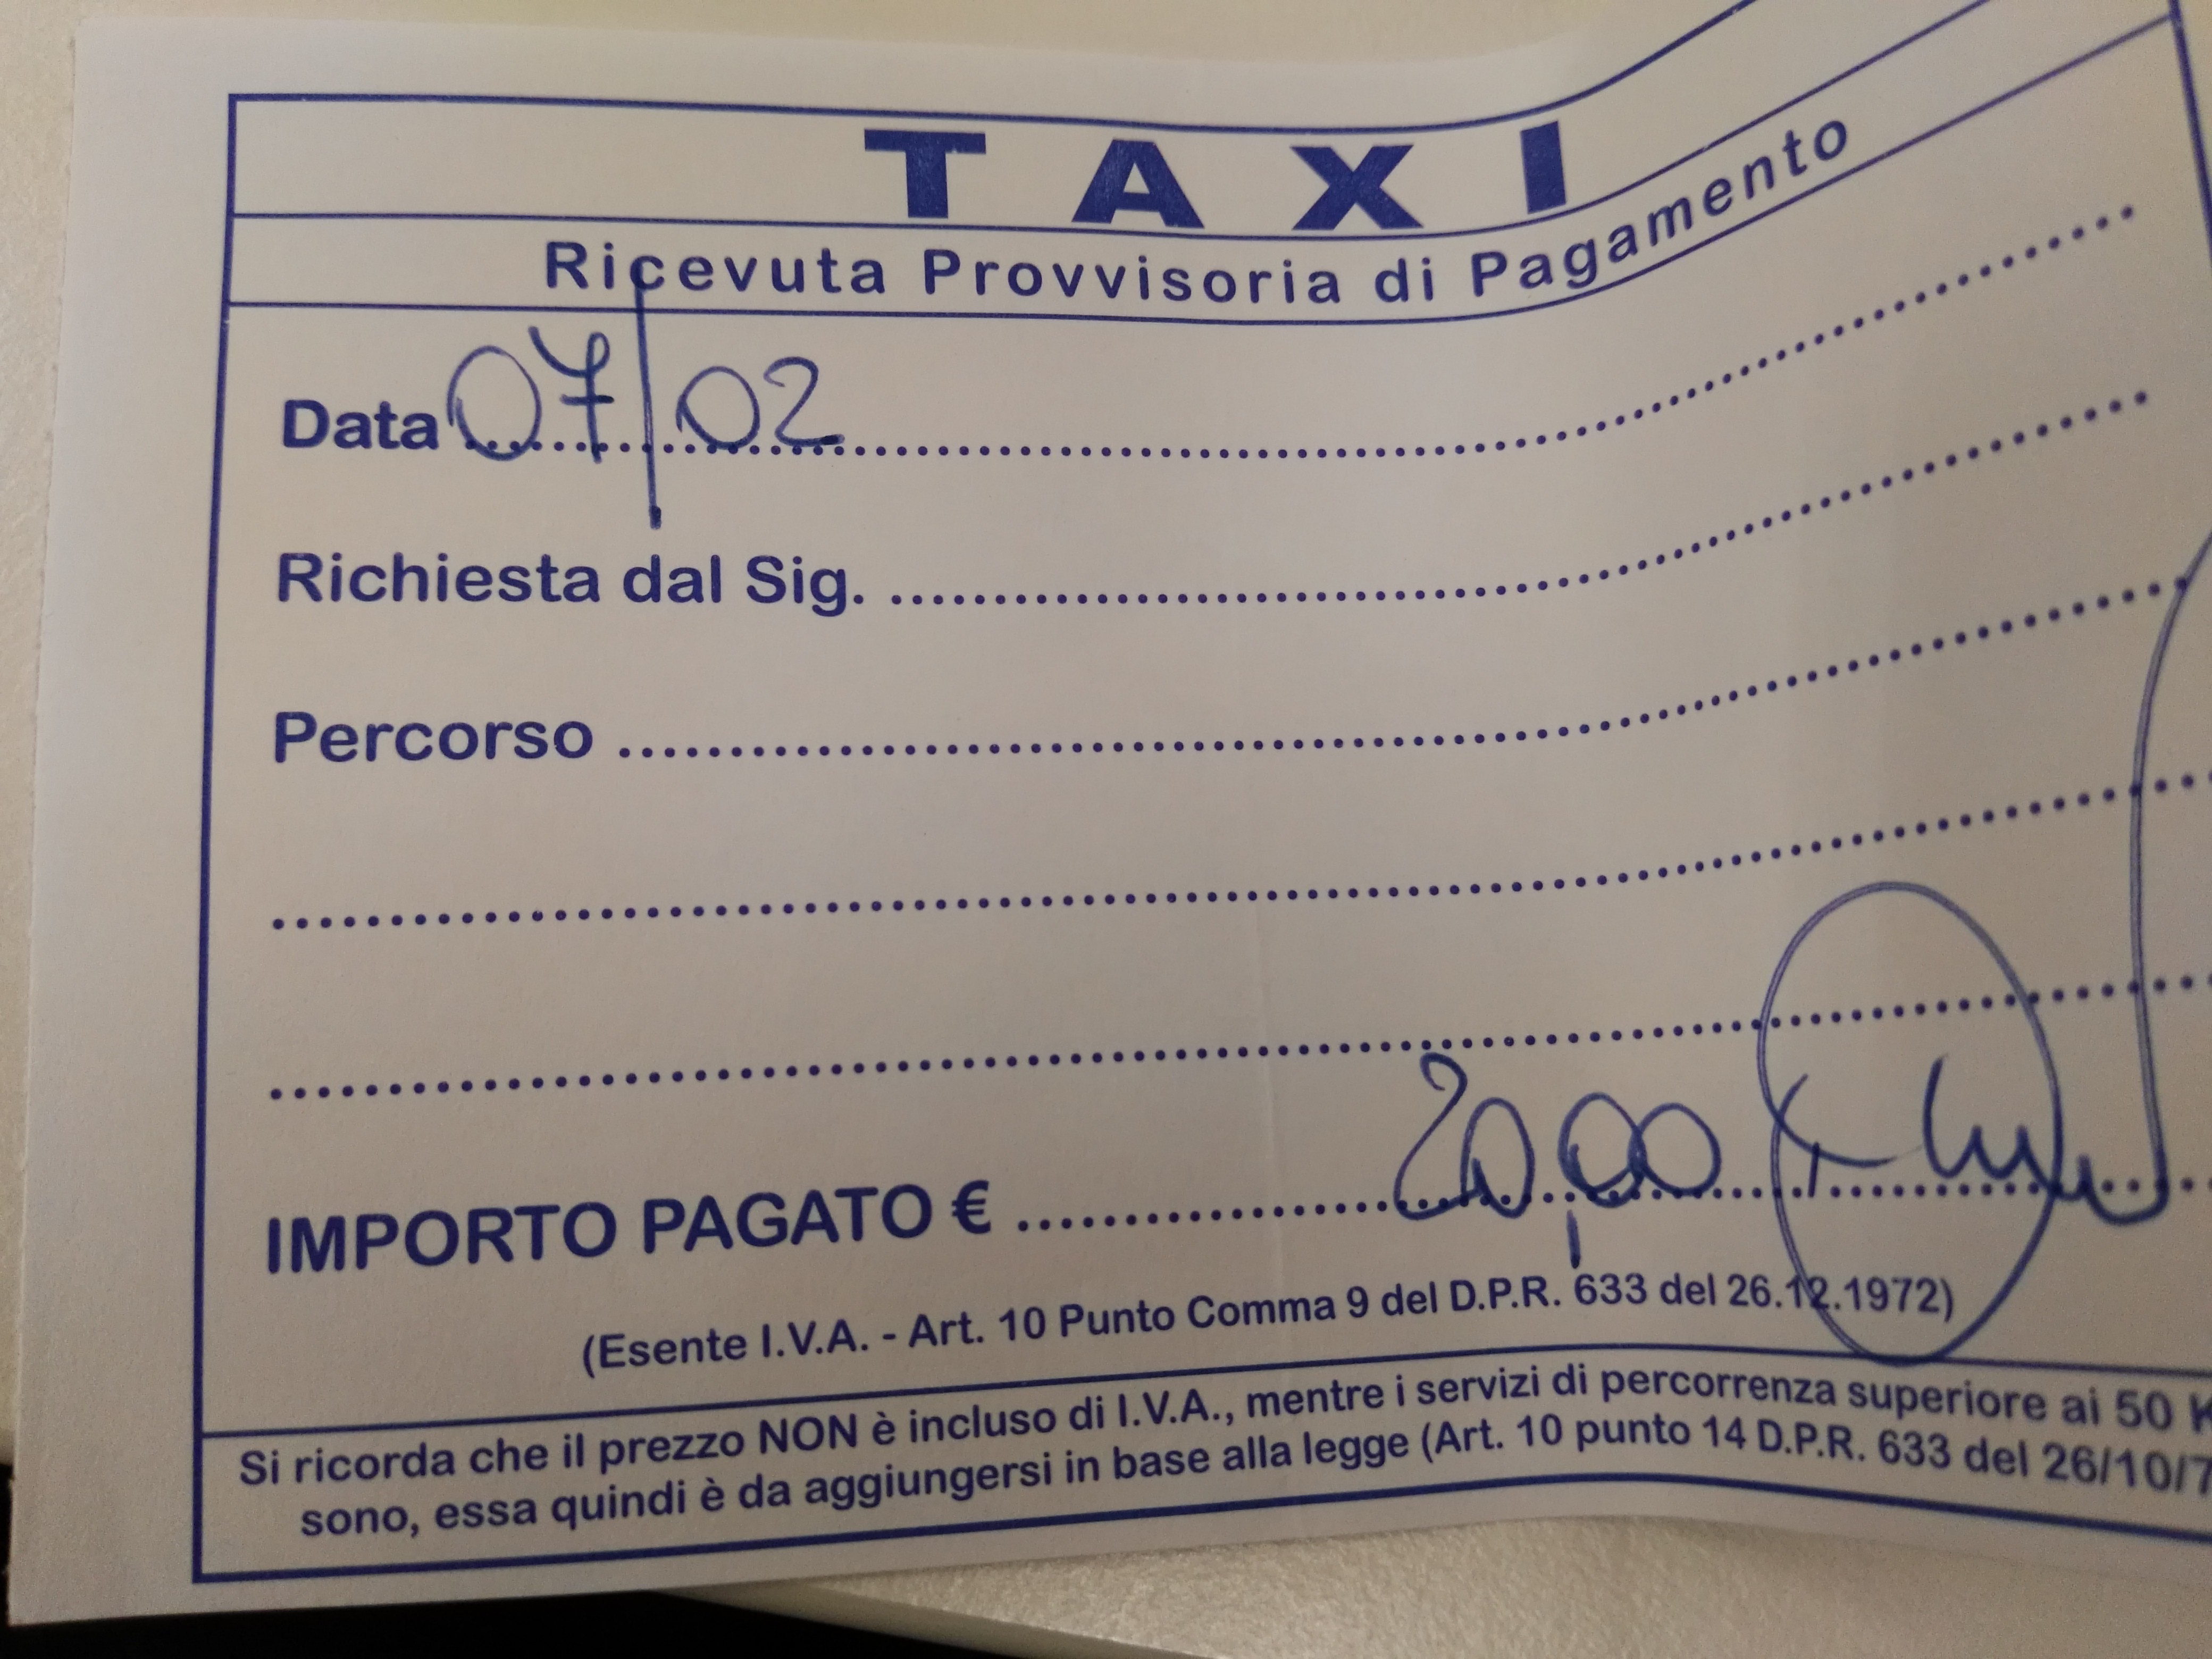 TAXI
Ricevuta Provvisoria di Pagamento
Data 07/02
Richiesta dal Sig.
Percorso
IMPORTO PAGATO € 20,00
(Esente I.V.A. - Art. 10 Punto Comma 9 del D.P.R. 633 del 26.12.1972)
Si ricorda che il prezzo NON è incluso di I.V.A., mentre i servizi di percorrenza superiore ai 50
sono, essa quindi è da aggiungersi in base alla legge (Art. 10 punto 14 D.P.R. 633 del 26/10/7